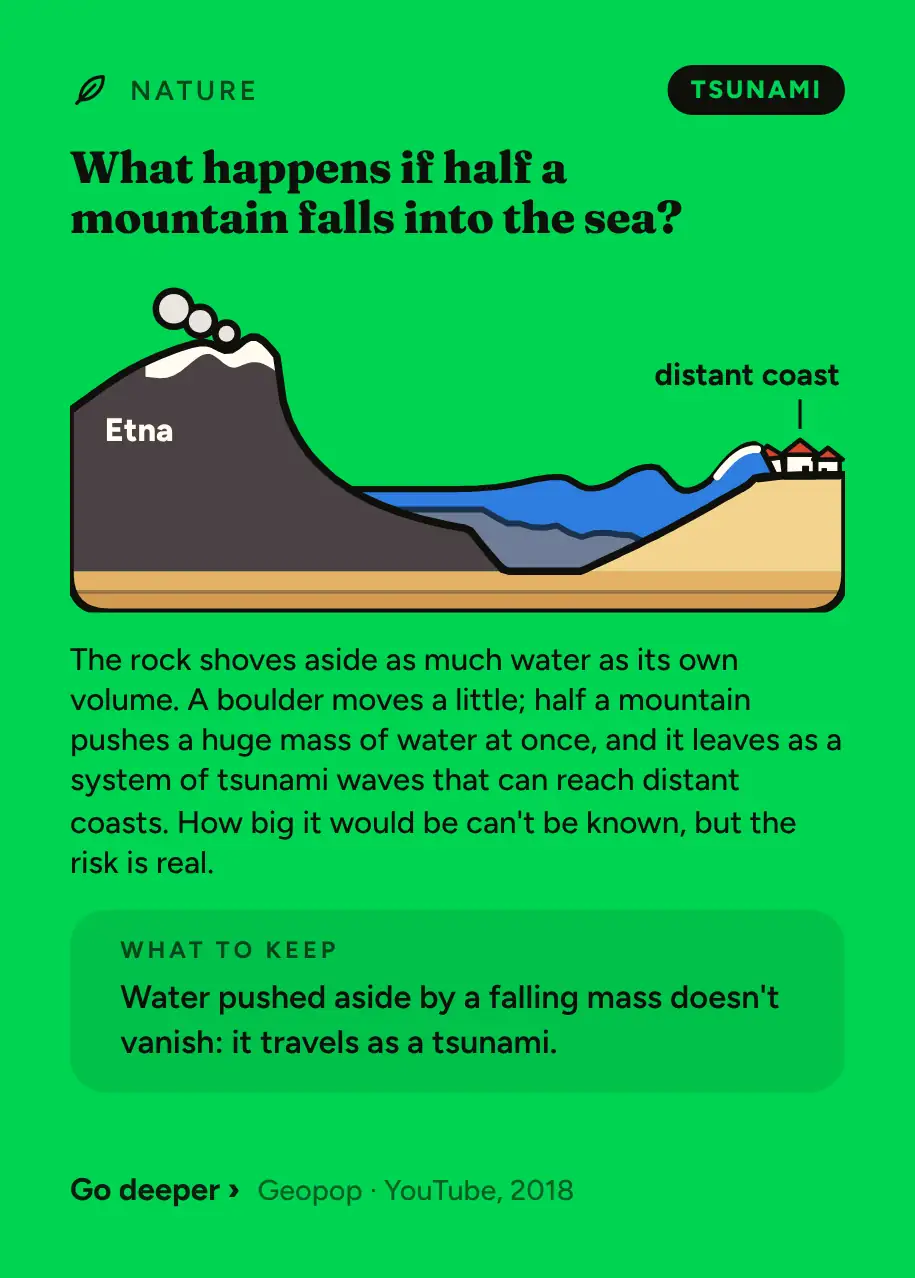 NATURE
TSUNAMI
What happens if half a
mountain falls into the sea?
distant coast
Etna
The rock shoves aside as much water as its own
volume. A boulder moves a little; half a mountain
pushes a huge mass of water at once, and it leaves as a
system of tsunami waves that can reach distant
coasts. How big it would be can't be known, but the
risk is real.
WHAT TO KEEP
Water pushed aside by a falling mass doesn't
vanish: it travels as a tsunami.
Go deeper › Geopop · YouTube, 2018